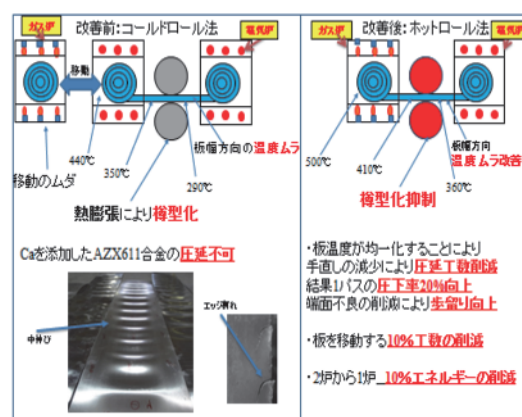 改善前:コールドロール法
ガス炉
電気炉
移動
440℃
350℃
290℃
板幅方向の温度ムラ
移動のムダ
熱膨張により樽型化
Caを添加したAZX611合金の圧延不可
中伸び
エッジ割れ
改善後:ホットロール法
ガス炉
電気炉
500℃
410℃
360℃
板幅方向
温度ムラ改善
樽型化抑制
・板温度が均一化することにより
手直しの減少により圧延工数削減
結果1パスの圧下率20%向上
端面不良の削減により歩留り向上
・板を移動する10%工数の削減
・2炉から1炉_10%エネルギーの削減